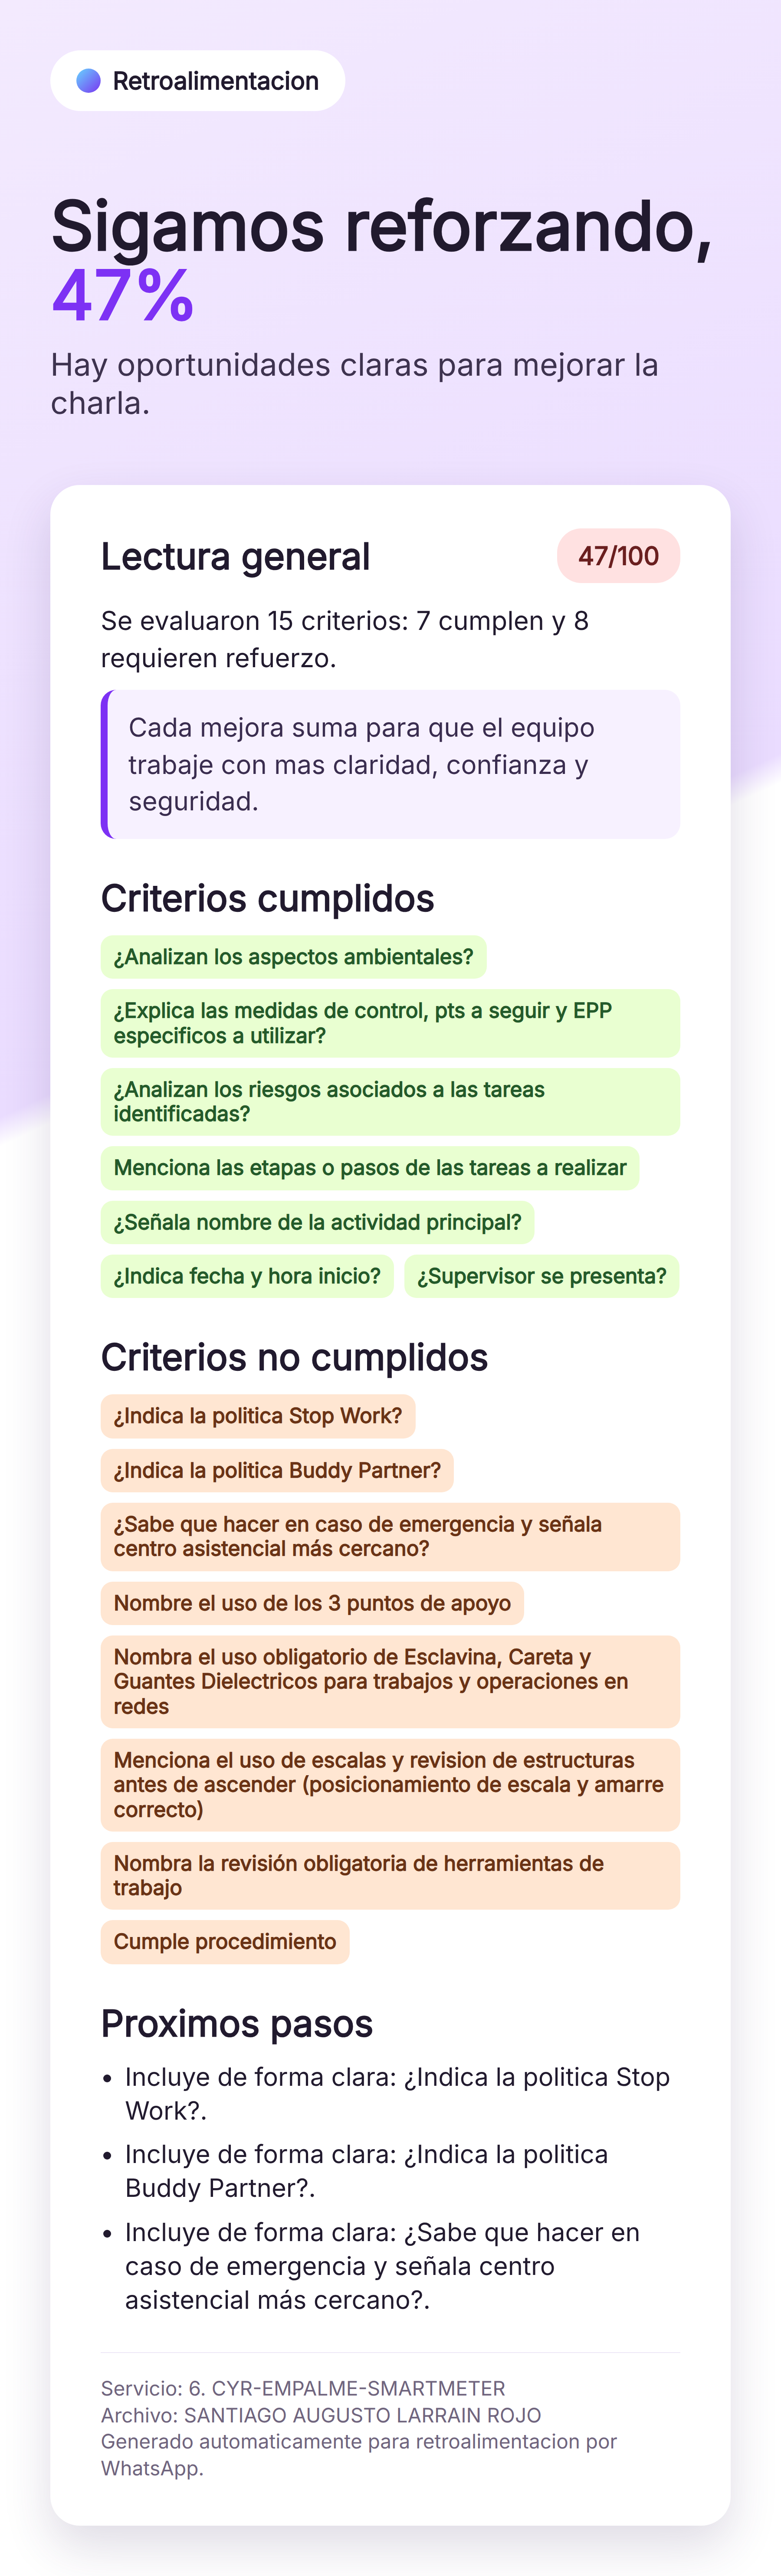 Retroalimentacion
Sigamos reforzando,
47%
Hay oportunidades claras para mejorar la
charla.
Lectura general
47/100
Se evaluaron 15 criterios: 7 cumplen y 8
requieren refuerzo.
Cada mejora suma para que el equipo
trabaje con mas claridad, confianza y
seguridad.
Criterios cumplidos
¿Analizan los aspectos ambientales?
¿Explica las medidas de control, pts a seguir y EPP
especificos a utilizar?
¿Analizan los riesgos asociados a las tareas
identificadas?
Menciona las etapas o pasos de las tareas a realizar
¿Señala nombre de la actividad principal?
¿Indica fecha y hora inicio?
¿Supervisor se presenta?
Criterios no cumplidos
¿Indica la politica Stop Work?
¿Indica la politica Buddy Partner?
¿Sabe que hacer en caso de emergencia y señala
centro asistencial más cercano?
Nombre el uso de los 3 puntos de apoyo
Nombra el uso obligatorio de Esclavina, Careta y
Guantes Dielectricos para trabajos y operaciones en
redes
Menciona el uso de escalas y revision de estructuras
antes de ascender (posicionamiento de escala y amarre
correcto)
Nombra la revisión obligatoria de herramientas de
trabajo
Cumple procedimiento
Proximos pasos
• Incluye de forma clara: ¿Indica la politica Stop
Work?.
• Incluye de forma clara: ¿Indica la politica
Buddy Partner?.
• Incluye de forma clara: ¿Sabe que hacer en
caso de emergencia y señala centro
asistencial más cercano?.
Servicio: 6. CYR-EMPALME-SMARTMETER
Archivo: SANTIAGO AUGUSTO LARRAIN ROJO
Generado automaticamente para retroalimentacion por
WhatsApp.